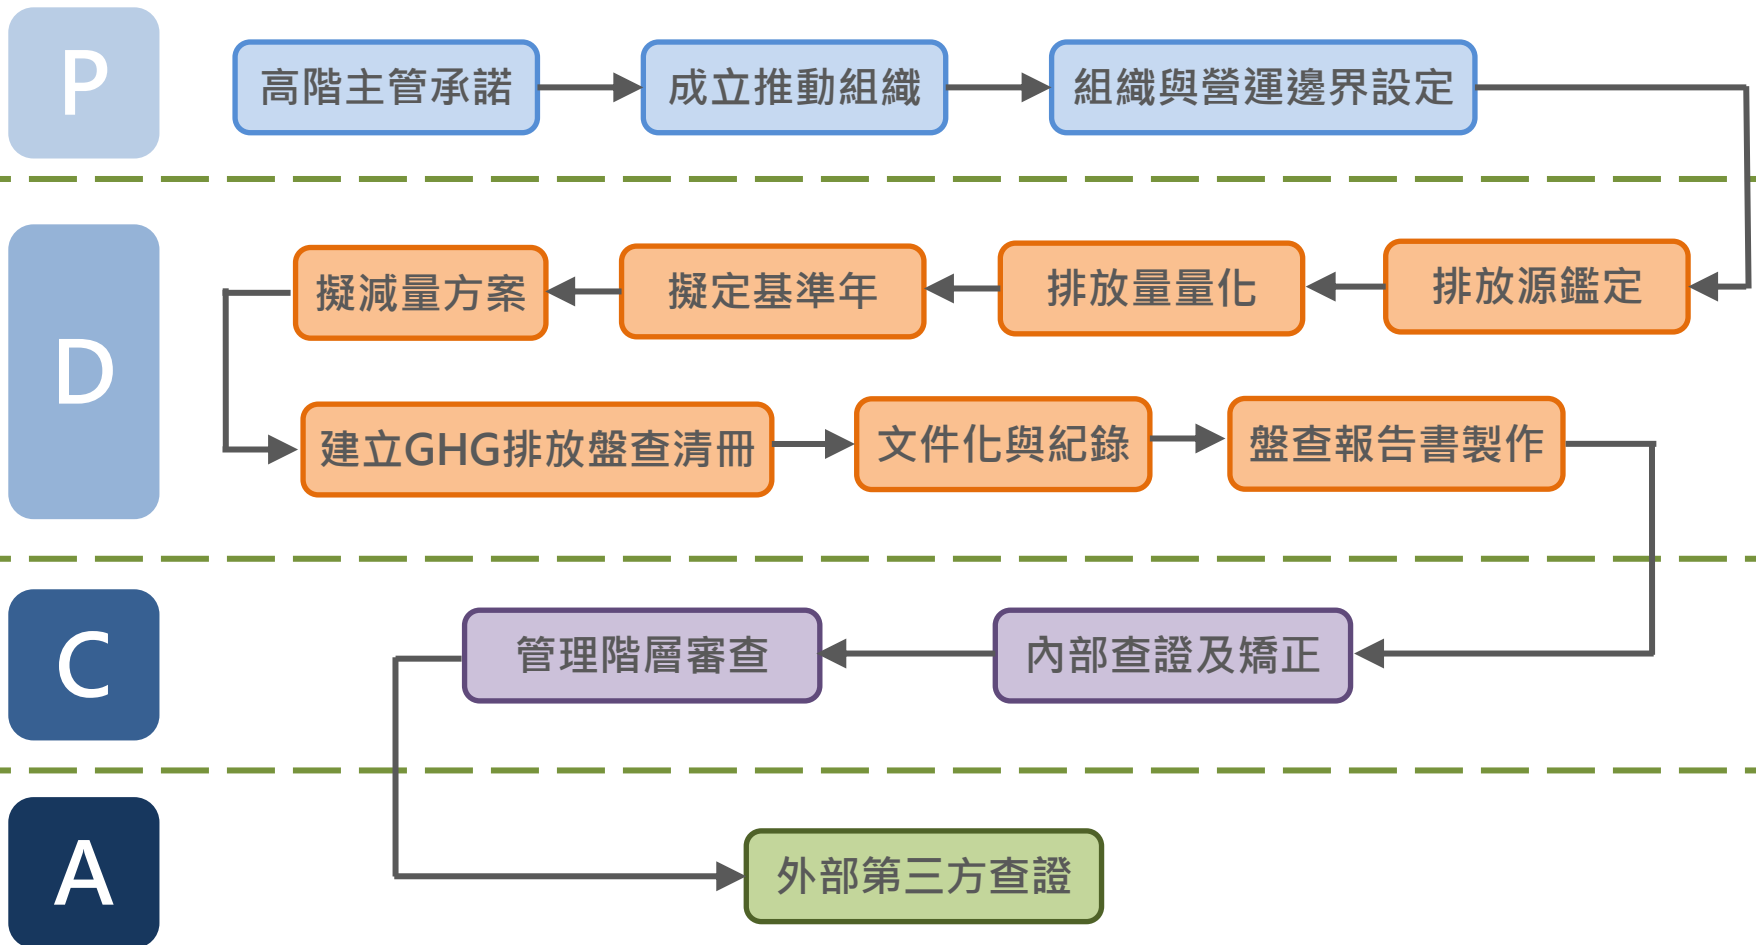 P
高階主管承諾
成立推動組織
組織與營運邊界設定
D
擬減量方案
擬定基準年
排放量量化
排放源鑑定
建立GHG排放盤查清冊
文件化與紀錄
盤查報告書製作
C
管理階層審查
內部查證及矯正
A
外部第三方查證